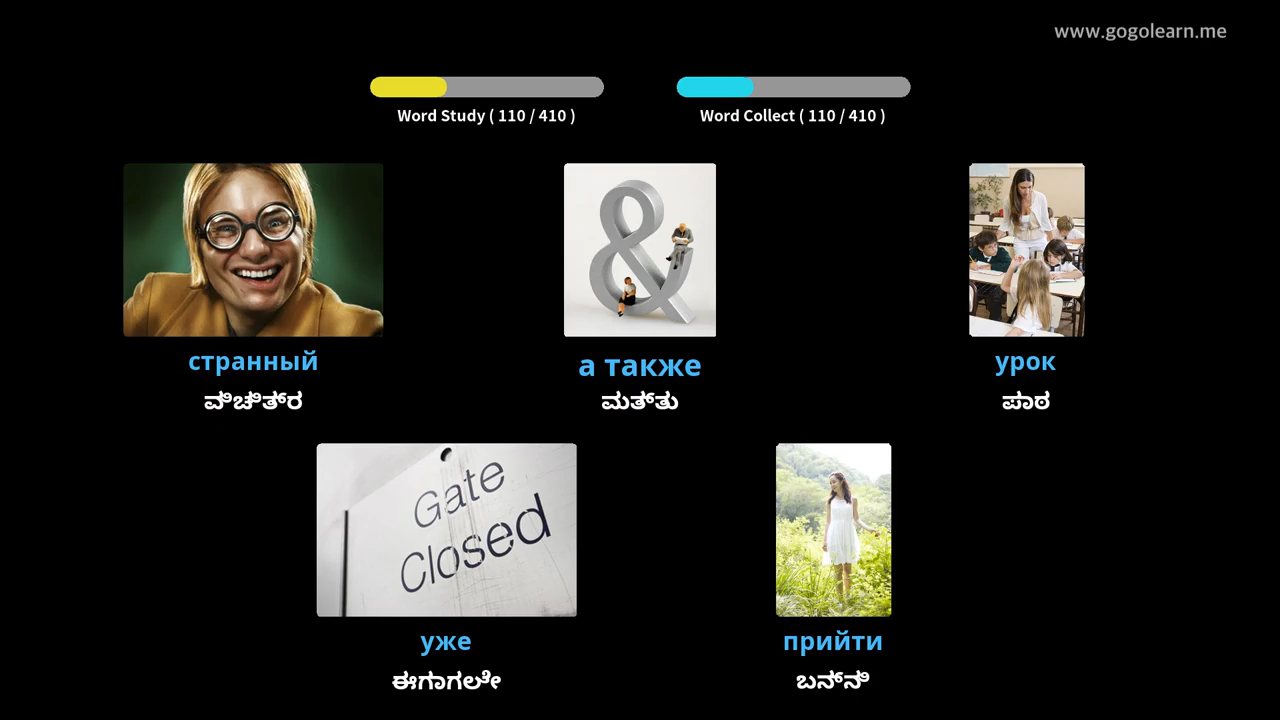 www.gogolearn.me
Word Study ( 110 / 410 )
Word Collect ( 110 / 410 )
странный
ವಿಚಿತ್ರ
а также
ಮತ್ತು
урок
ಪಾಠ
Gate
Closed
уже
ಈಗಾಗಲೇ
прийти
ಬನ್ನಿ